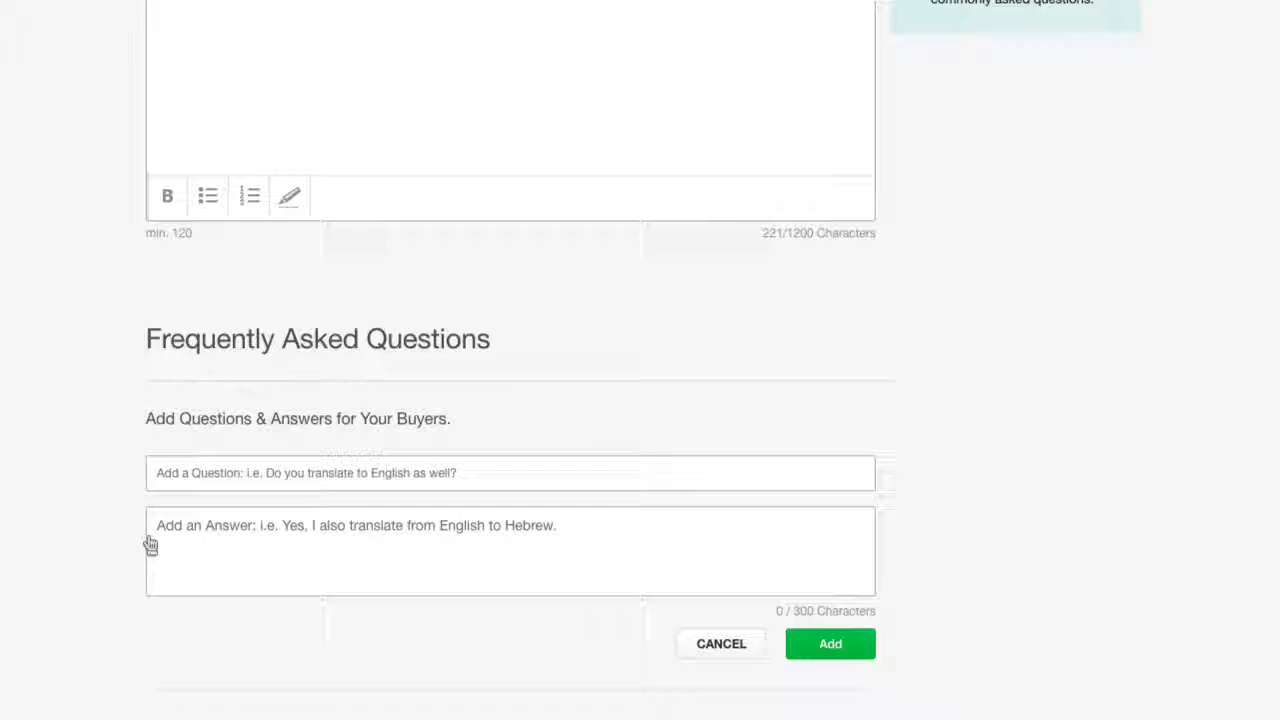 commonly asked questions.
B
min. 120
221/1200 Characters
Frequently Asked Questions
Add Questions & Answers for Your Buyers.
Add a Question: i.e. Do you translate to English as well?
Add an Answer: i.e. Yes, I also translate from English to Hebrew.
0 / 300 Characters
CANCEL
Add